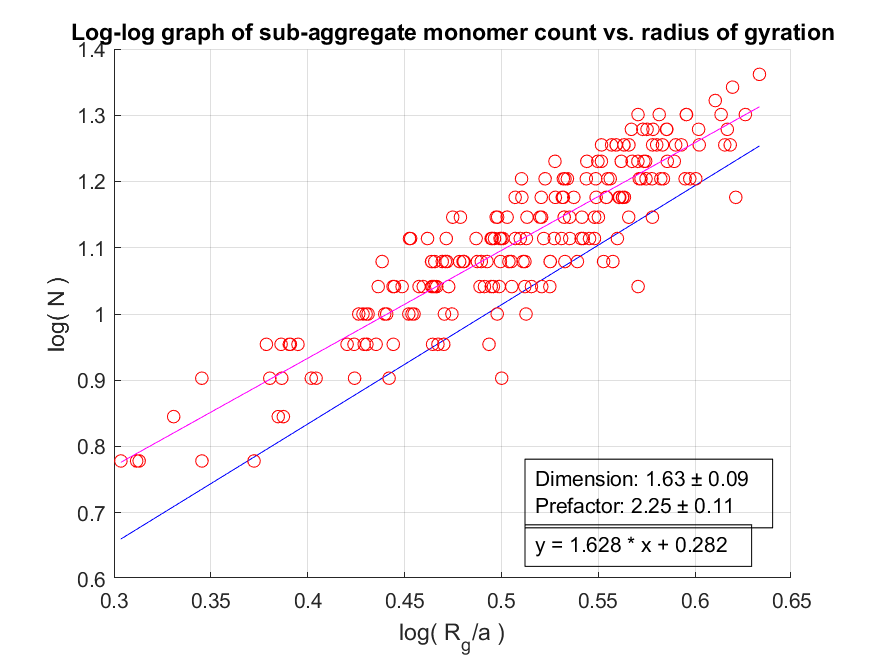 Log-log graph of sub-aggregate monomer count vs. radius of gyration
1.4
1.3
1.2
1.1
1
0.9
0.8
0.7
0.6
log( N )
Dimension: 1.63 ± 0.09
Prefactor: 2.25 ± 0.11
y = 1.628 * x + 0.282
0.3 0.35 0.4 0.45 0.5 0.55 0.6 0.65
log( R_g/a )